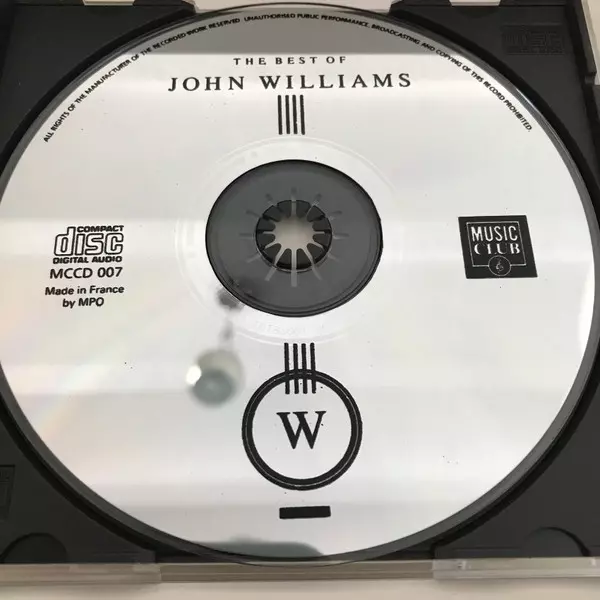 ALL RIGHTS OF THE MANUFACTURER OF THE RECORDED WORK RESERVED. UNAUTHORISED PUBLIC PERFORMANCE, BROADCASTING AND COPYING OF THIS RECORD PROHIBITED.
THE BEST OF
JOHN WILLIAMS
COMPACT
disc
DIGITAL AUDIO
MCCD 007
Made in France
by MPO
MUSIC
CLUB
W